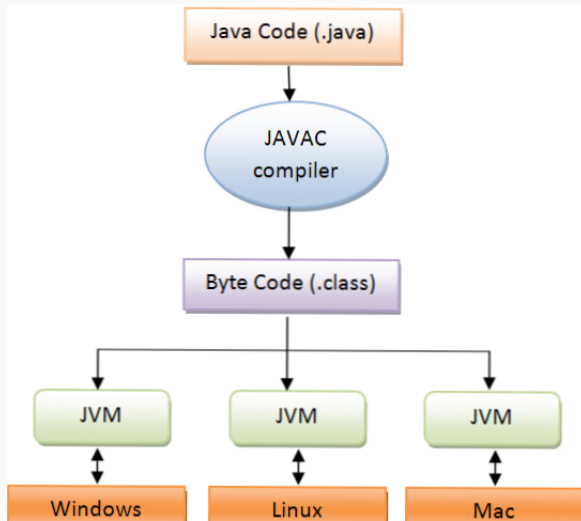 Java Code (.java)
JAVAC
compiler
Byte Code (.class)
JVM
JVM
JVM
Windows
Linux
Mac